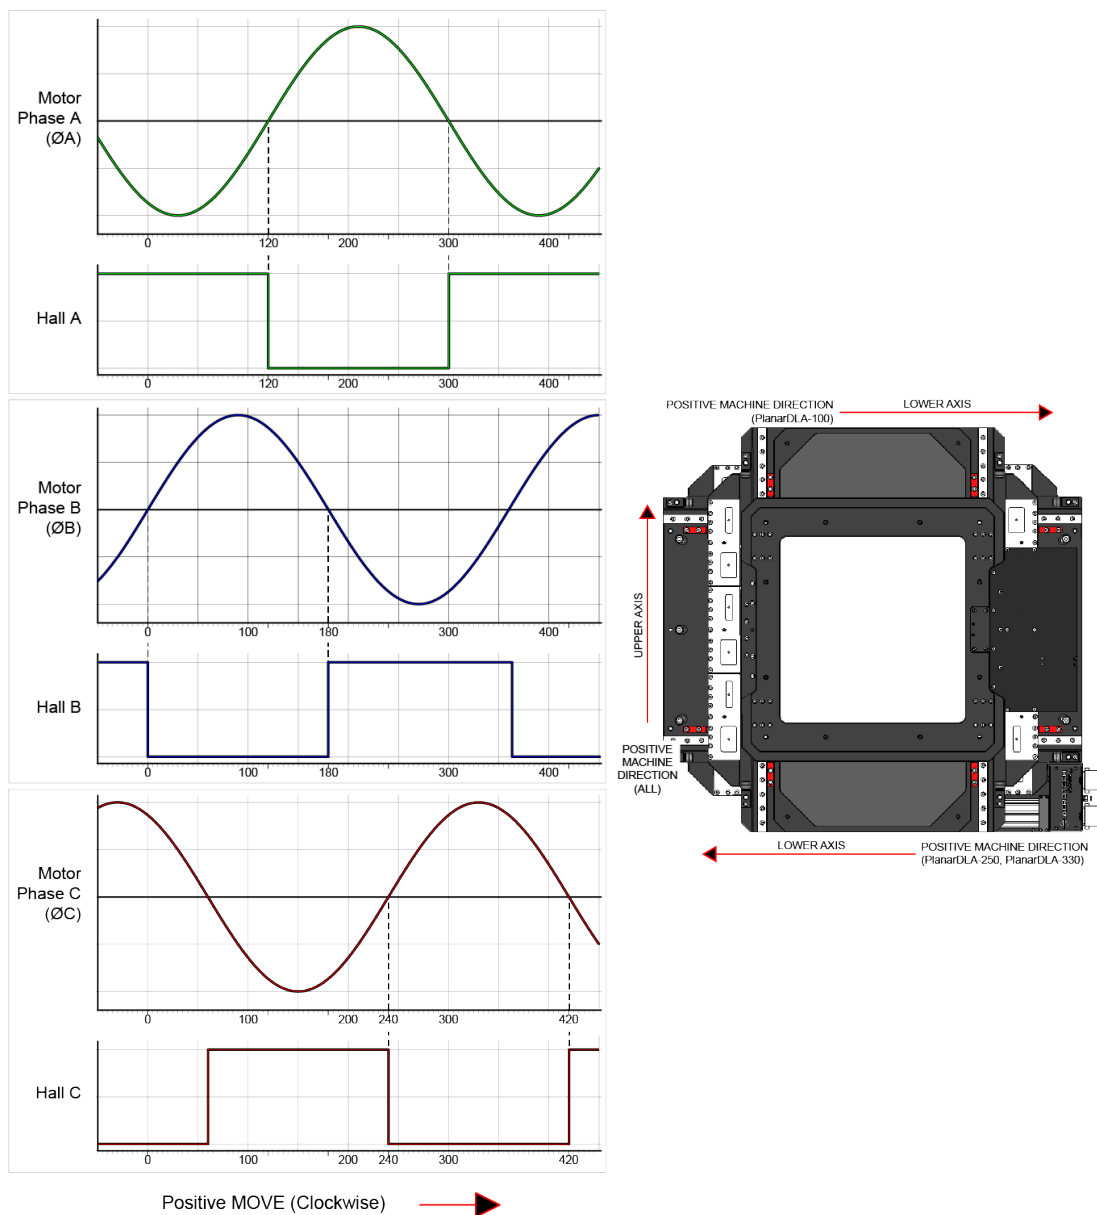 Motor
Phase A
(ØA)
0
120
200
300
400
Hall A
0
120
200
300
400
Motor
Phase B
(ØB)
0
100
180
300
400
Hall B
0
100
180
300
400
Motor
Phase C
(ØC)
0
100
200
240
300
420
Hall C
0
100
200
240
300
420
Positive MOVE (Clockwise)
POSITIVE MACHINE DIRECTION
(PlanarDLA-100)
LOWER AXIS
UPPER AXIS
POSITIVE
MACHINE
DIRECTION
(ALL)
LOWER AXIS
POSITIVE MACHINE DIRECTION
(PlanarDLA-250, PlanarDLA-330)